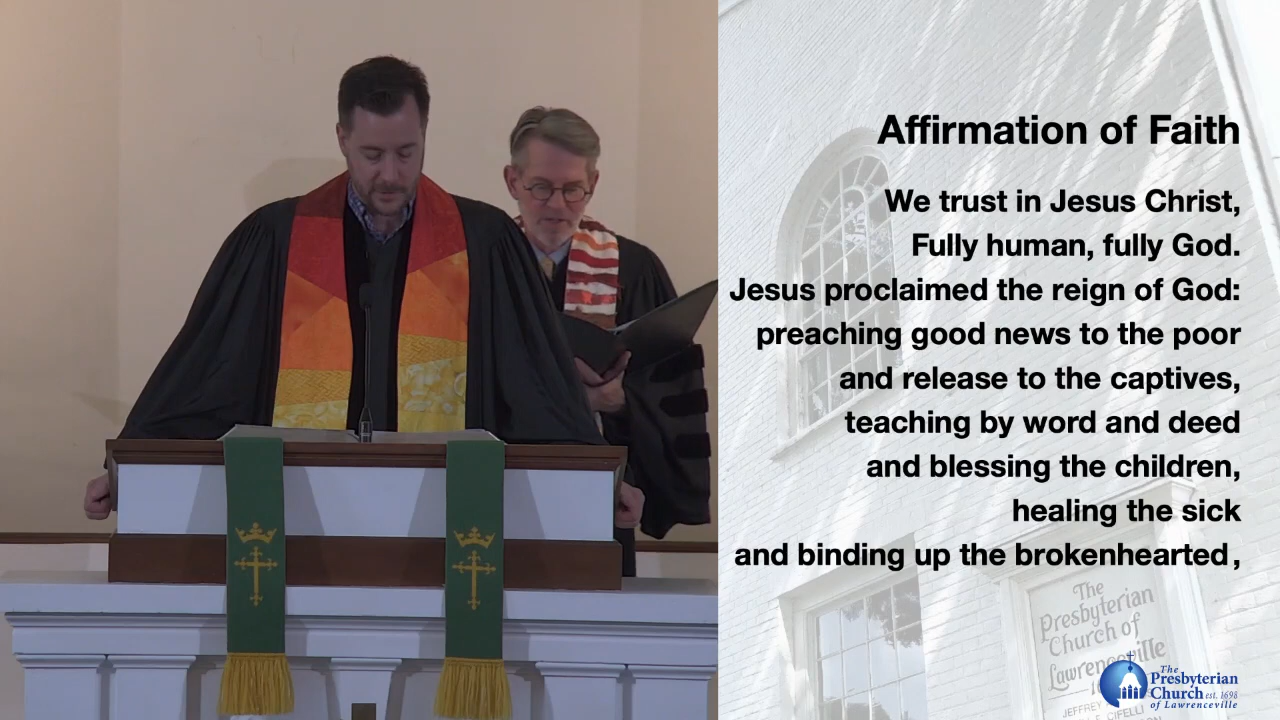 Affirmation of Faith
We trust in Jesus Christ,
Fully human, fully God.
Jesus proclaimed the reign of God:
preaching good news to the poor
and release to the captives,
teaching by word and deed
and blessing the children,
healing the sick
and binding up the brokenhearted,
The
Presbyterian
Church of
Lawrenceville
JEFFREY
CIFELLI
The
Presbyterian
Church est. 1698
of Lawrenceville